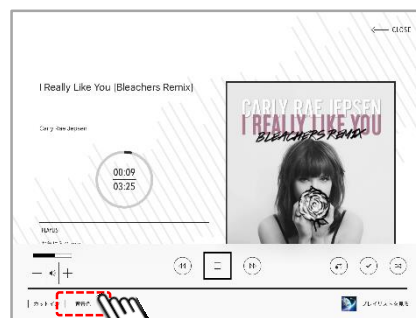 CLOSE
I Really Like You [Bleachers Remix]
Carly Rae Jepsen
00:09
03:25
CARLY RAE JEPSEN
I REALLY LIKE YOU
BLEACHERS REMIX
プレイリストを見る